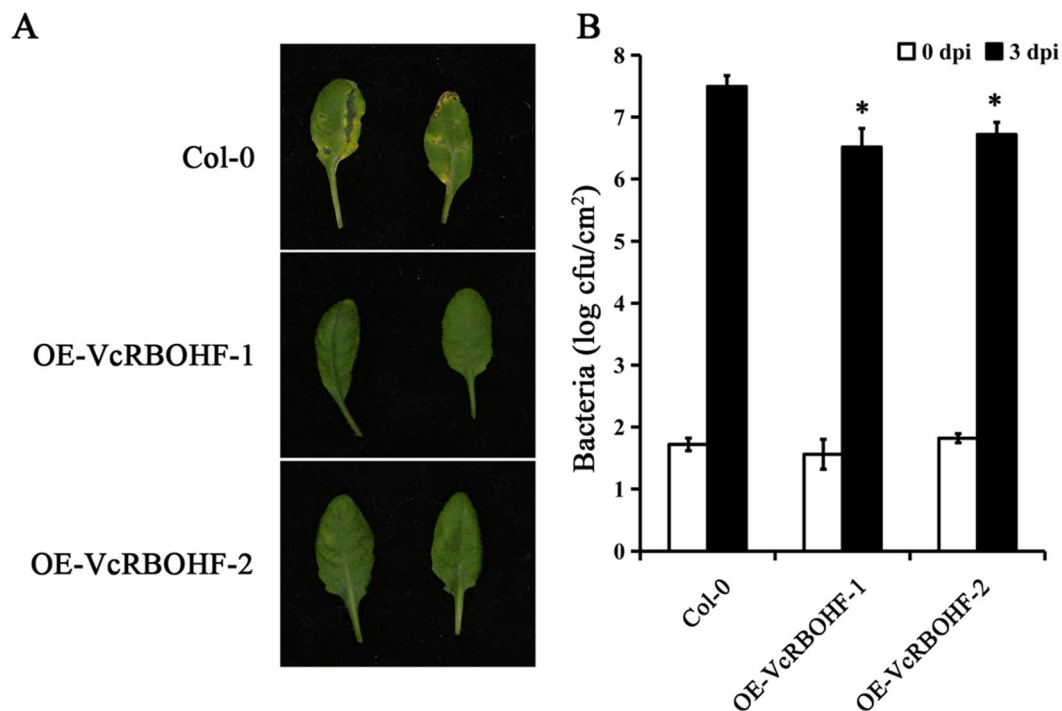 A
Col-0
OE-VcRBOHF-1
OE-VcRBOHF-2
B
0 dpi
3 dpi
Bacteria (log cfu/cm²)
8
7
6
5
4
3
2
1
0
*
*
Col-0
OE-VcRBOHF-1
OE-VcRBOHF-2